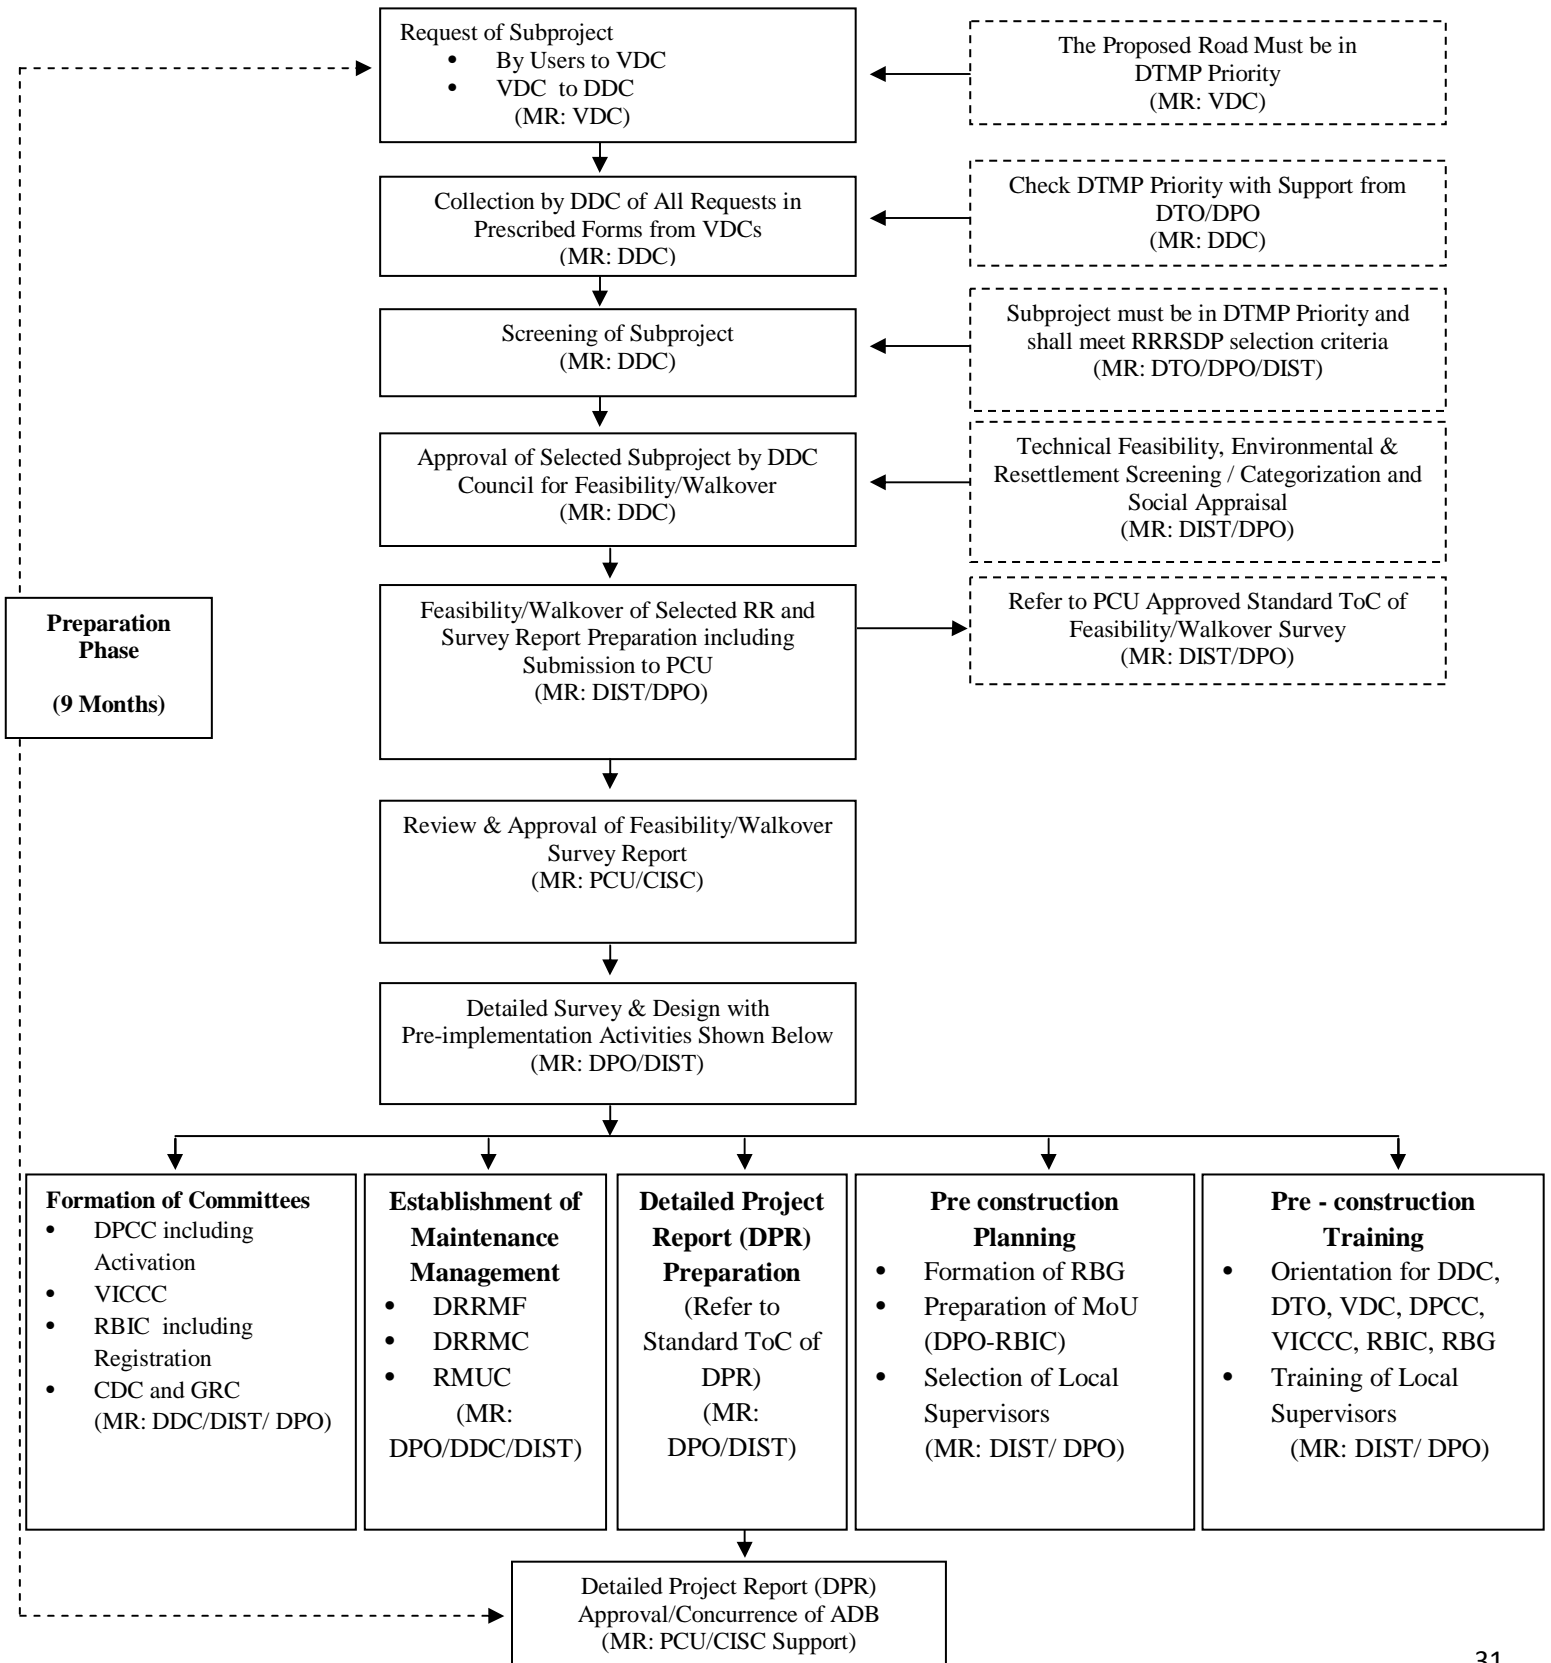 Request of Subproject
• By Users to VDC
• VDC to DDC
(MR: VDC)
The Proposed Road Must be in
DTMP Priority
(MR: VDC)
Collection by DDC of All Requests in
Prescribed Forms from VDCs
(MR: DDC)
Check DTMP Priority with Support from
DTO/DPO
(MR: DDC)
Screening of Subproject
(MR: DDC)
Subproject must be in DTMP Priority and
shall meet RRRSDP selection criteria
(MR: DTO/DPO/DIST)
Approval of Selected Subproject by DDC
Council for Feasibility/Walkover
(MR: DDC)
Technical Feasibility, Environmental &
Resettlement Screening / Categorization and
Social Appraisal
(MR: DIST/DPO)
Preparation
Phase
(9 Months)
Feasibility/Walkover of Selected RR and
Survey Report Preparation including
Submission to PCU
(MR: DIST/DPO)
Refer to PCU Approved Standard ToC of
Feasibility/Walkover Survey
(MR: DIST/DPO)
Review & Approval of Feasibility/Walkover
Survey Report
(MR: PCU/CISC)
Detailed Survey & Design with
Pre-implementation Activities Shown Below
(MR: DPO/DIST)
Formation of Committees
• DPCC including
Activation
• VICCC
• RBIC including
Registration
• CDC and GRC
(MR: DDC/DIST/ DPO)
Establishment of
Maintenance
Management
• DRRMF
• DRRMC
• RMUC
(MR:
DPO/DDC/DIST)
Detailed Project
Report (DPR)
Preparation
(Refer to
Standard ToC of
DPR)
(MR:
DPO/DIST)
Pre construction
Planning
• Formation of RBG
• Preparation of MoU
(DPO-RBIC)
• Selection of Local
Supervisors
(MR: DIST/ DPO)
Pre - construction
Training
• Orientation for DDC,
DTO, VDC, DPCC,
VICCC, RBIC, RBG
• Training of Local
Supervisors
(MR: DIST/ DPO)
Detailed Project Report (DPR)
Approval/Concurrence of ADB
(MR: PCU/CISC Support)
31